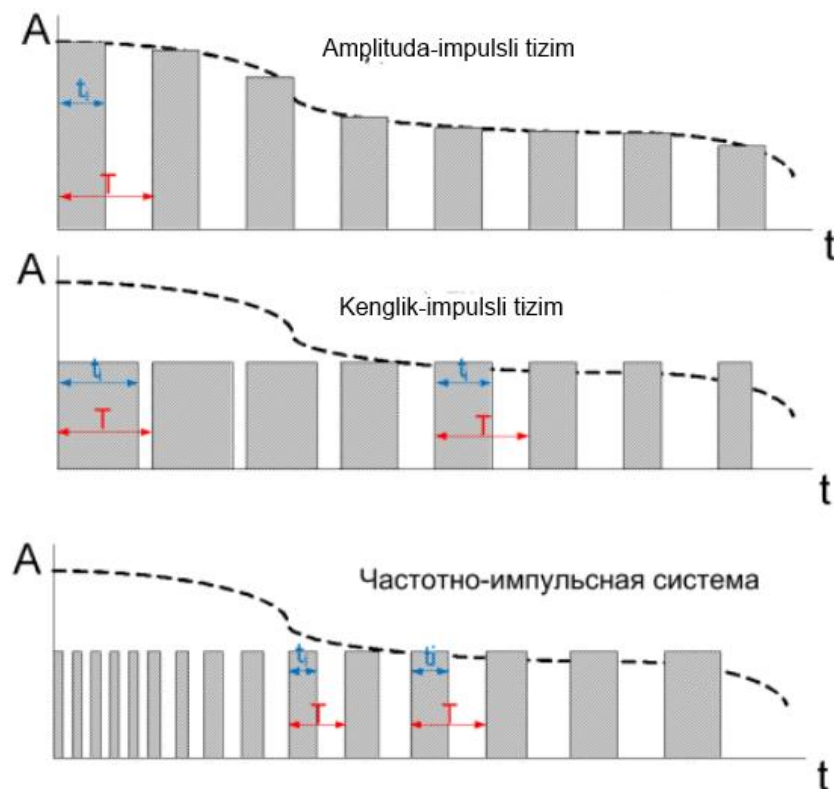 A
Amplituda-impulsli tizim
tᵢ
T
t
A
Kenglik-impulsli tizim
tᵢ
tᵢ
T
T
t
A
Частотно-импульсная система
tᵢ
ti
T
T
t